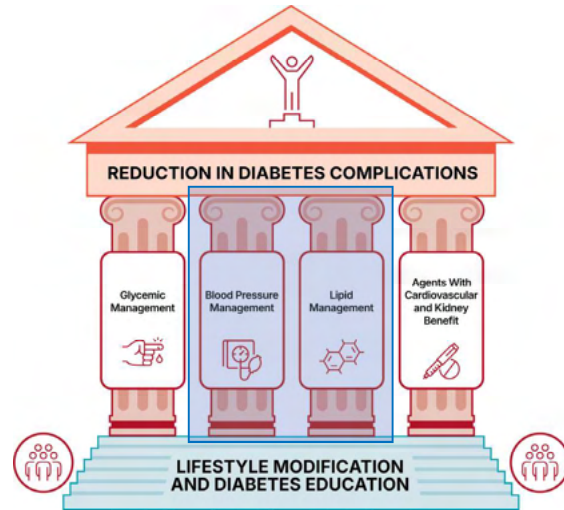 REDUCTION IN DIABETES COMPLICATIONS
Glycemic
Management
Blood Pressure
Management
Lipid
Management
Agents With
Cardiovascular
and Kidney
Benefit
LIFESTYLE MODIFICATION
AND DIABETES EDUCATION